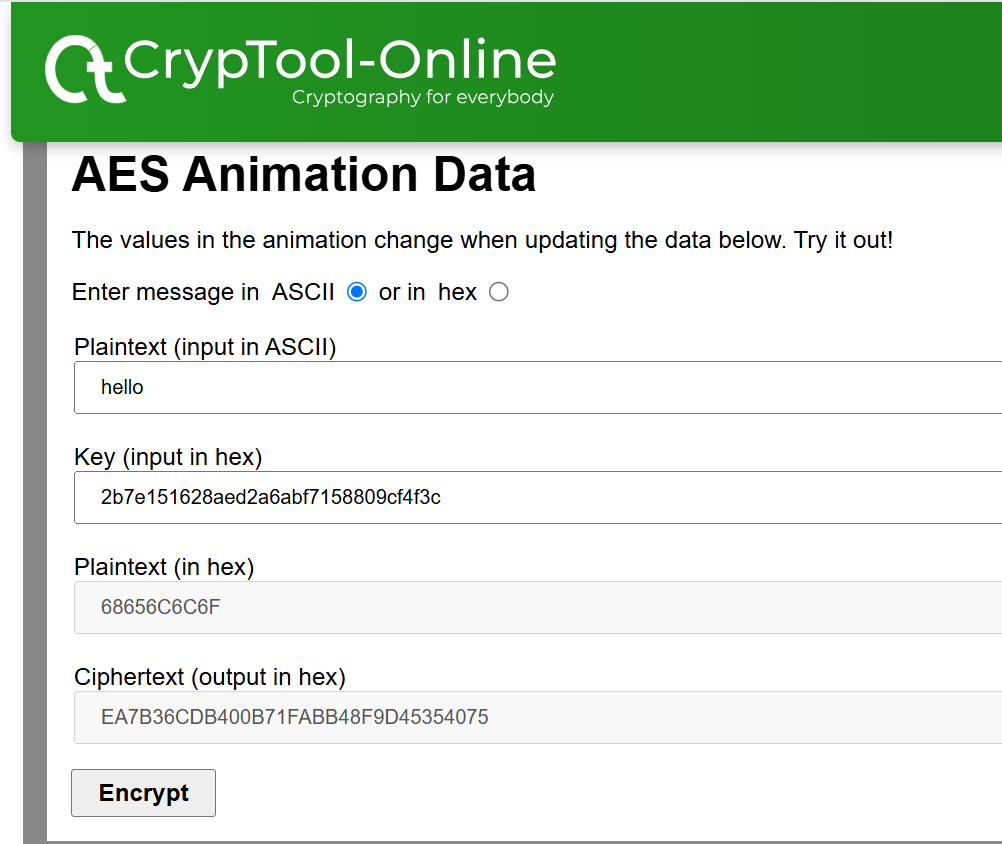 CrypTool-Online
Cryptography for everybody
AES Animation Data
The values in the animation change when updating the data below. Try it out!
Enter message in ASCII or in hex
Plaintext (input in ASCII)
hello
Key (input in hex)
2b7e151628aed2a6abf7158809cf4f3c
Plaintext (in hex)
68656C6C6F
Ciphertext (output in hex)
EA7B36CDB400B71FABB48F9D45354075
Encrypt